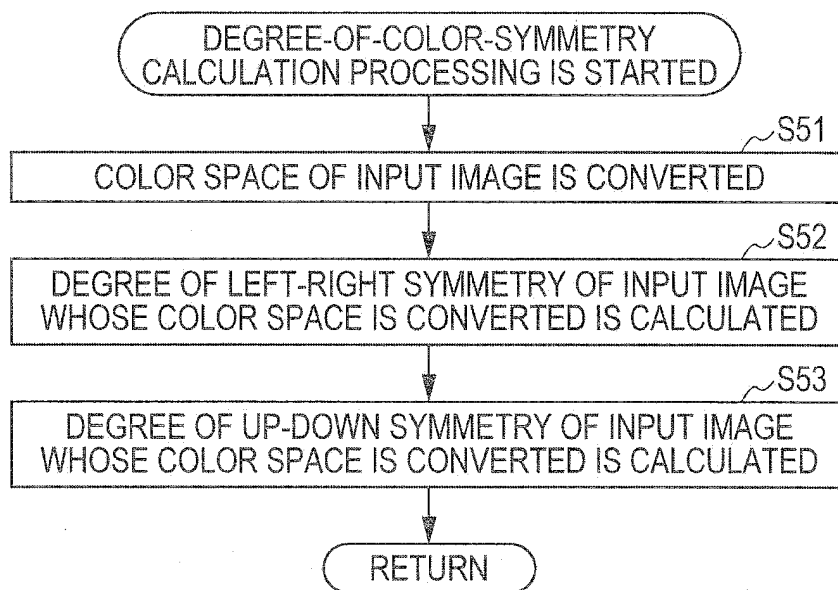 DEGREE-OF-COLOR-SYMMETRY
CALCULATION PROCESSING IS STARTED
S51
COLOR SPACE OF INPUT IMAGE IS CONVERTED
S52
DEGREE OF LEFT-RIGHT SYMMETRY OF INPUT IMAGE
WHOSE COLOR SPACE IS CONVERTED IS CALCULATED
S53
DEGREE OF UP-DOWN SYMMETRY OF INPUT IMAGE
WHOSE COLOR SPACE IS CONVERTED IS CALCULATED
RETURN